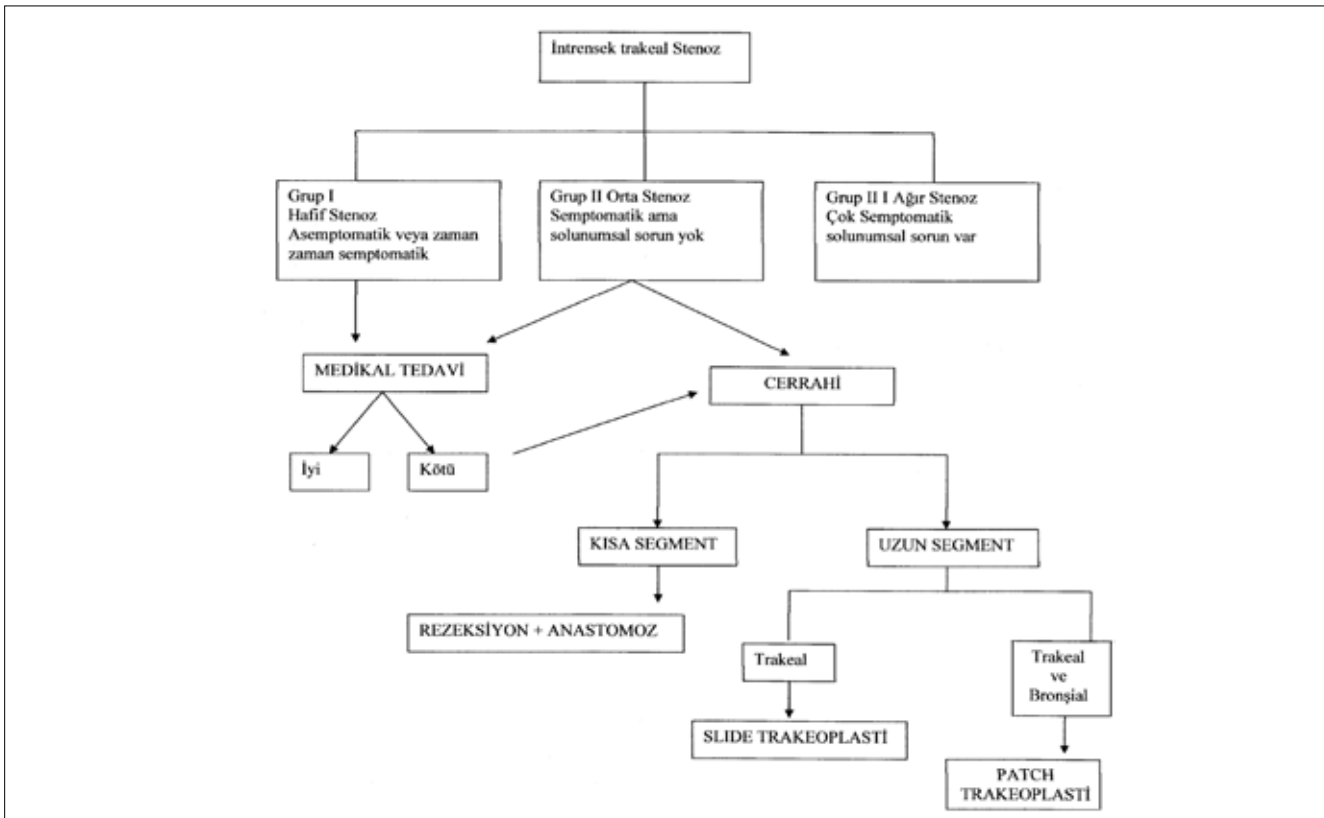 İntrensek trakeal Stenoz
Grup I
Hafif Stenoz
Asemptomatik veya zaman
zaman semptomatik
Grup II Orta Stenoz
Semptomatik ama
solunumsal sorun yok
Grup II I Ağır Stenoz
Çok Semptomatik
solunumsal sorun var
MEDİKAL TEDAVİ
CERRAHİ
İyi
Kötü
KISA SEGMENT
UZUN SEGMENT
REZEKSİYON + ANASTOMOZ
Trakeal
Trakeal
ve
Bronşial
SLIDE TRAKEOPLASTİ
PATCH
TRAKEOPLASTİ